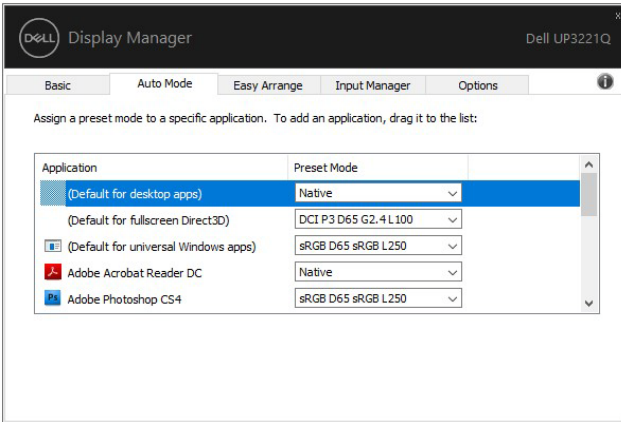 DELL Display Manager Dell UP3221Q
x
Basic Auto Mode Easy Arrange Input Manager Options i
Assign a preset mode to a specific application. To add an application, drag it to the list:
Application Preset Mode
(Default for desktop apps) Native
(Default for fullscreen Direct3D) DCI P3 D65 G2.4 L100
(Default for universal Windows apps) sRGB D65 sRGB L250
Adobe Acrobat Reader DC Native
Ps Adobe Photoshop CS4 sRGB D65 sRGB L250